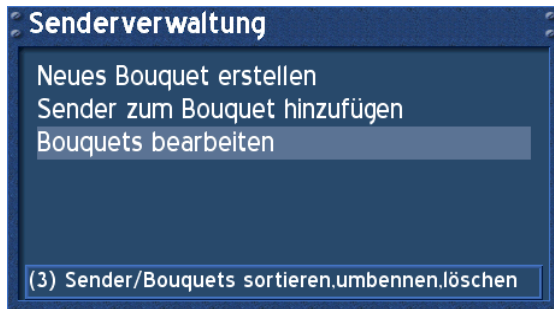 Senderverwaltung
Neues Bouquet erstellen
Sender zum Bouquet hinzufügen
Bouquets bearbeiten
(3) Sender/Bouquets sortieren,umbennen,löschen